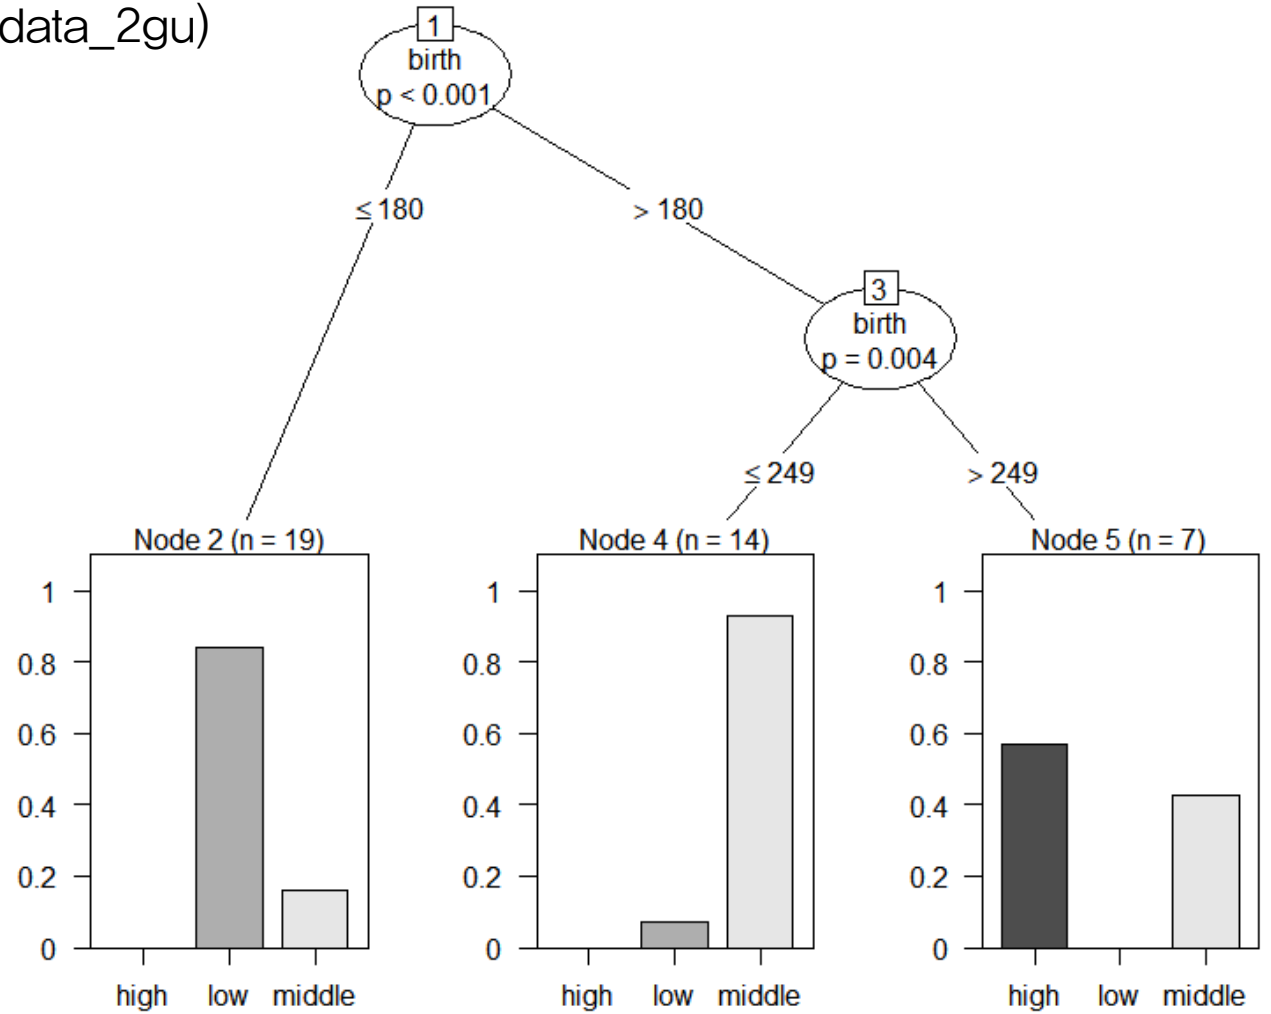 data_2gu)
1
birth
p < 0.001
≤ 180
> 180
3
birth
p = 0.004
≤ 249
> 249
Node 2 (n = 19)
1
0.8
0.6
0.4
0.2
0
high low middle
Node 4 (n = 14)
1
0.8
0.6
0.4
0.2
0
high low middle
Node 5 (n = 7)
1
0.8
0.6
0.4
0.2
0
high low middle